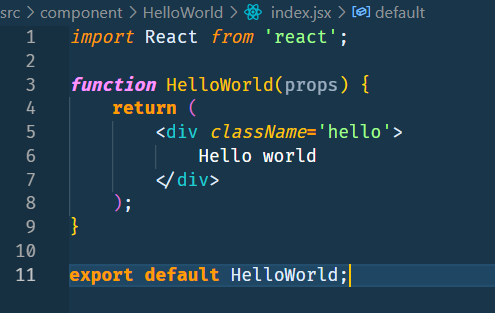 src > component > HelloWorld > index.jsx > default
1 import React from 'react';
2
3 function HelloWorld(props) {
4     return (
5         <div className='hello'>
6             Hello world
7         </div>
8     );
9 }
10
11 export default HelloWorld;